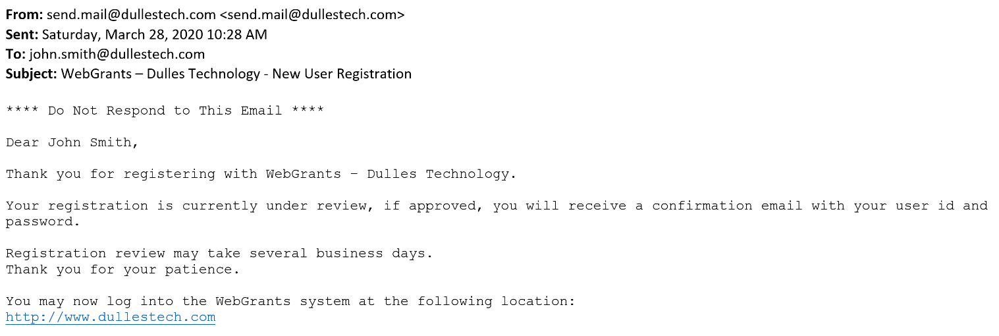 From: send.mail@dullestech.com <send.mail@dullestech.com>
Sent: Saturday, March 28, 2020 10:28 AM
To: john.smith@dullestech.com
Subject: WebGrants – Dulles Technology - New User Registration
**** Do Not Respond to This Email ****
Dear John Smith,
Thank you for registering with WebGrants – Dulles Technology.
Your registration is currently under review, if approved, you will receive a confirmation email with your user id and
password.
Registration review may take several business days.
Thank you for your patience.
You may now log into the WebGrants system at the following location:
http://www.dullestech.com